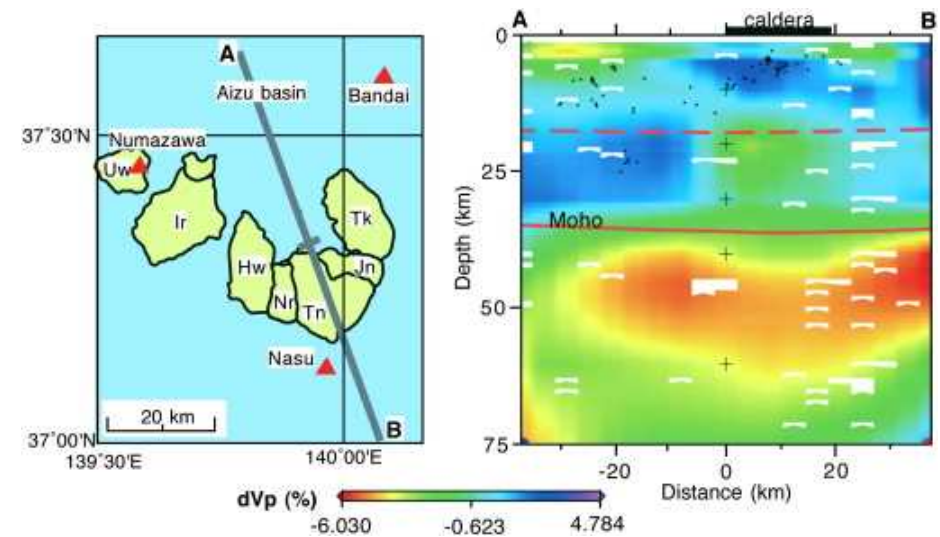 A
Aizu basin
Bandai
37°30'N
Numazawa
Uw
Ir
Tk
Hw
Jn
Nr
Tn
Nasu
20 km
B
37°00'N
139°30'E
140°00'E
A
caldera
B
0
25
Moho
50
75
Depth (km)
-20
0
20
Distance (km)
dVp (%)
-6.030
-0.623
4.784